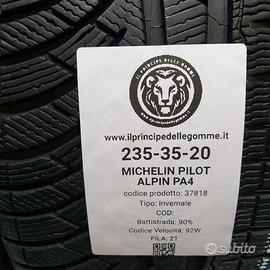 IL PRINCIPE DELLE GOMME
www.ilprincipedellegomme.it
235-35-20
MICHELIN PILOT
ALPIN PA4
codice prodotto: 37818
Tipo: Invernale
COD:
Battistrada: 90%
Codice Velocità: 92W
FILA: 21
subito